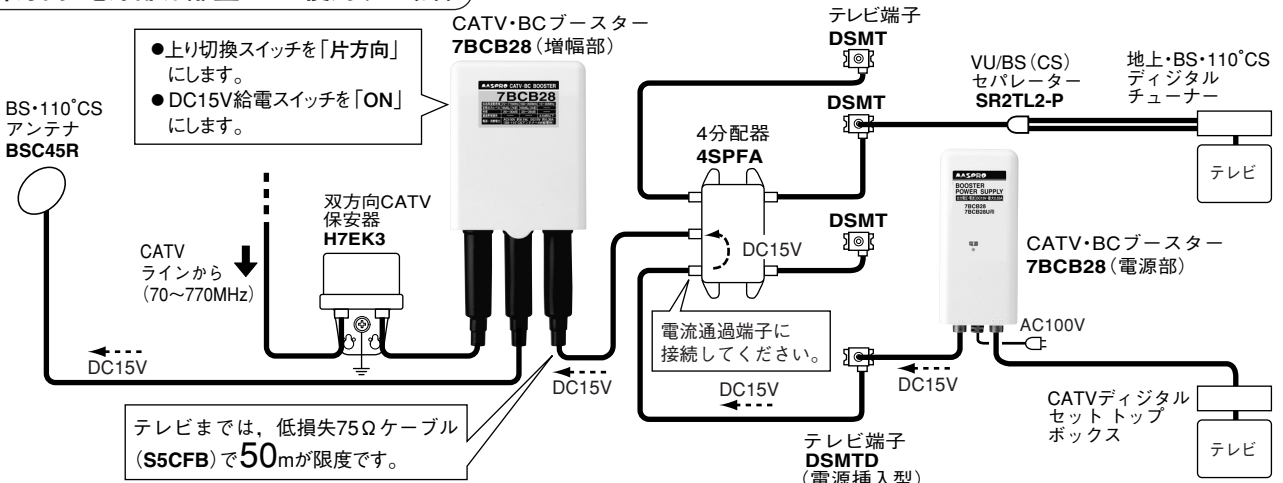 ●上り切換スイッチを「片方向」
にします。
●DC15V給電スイッチを「ON」
にします。
CATV・BCブースター
7BCB28（増幅部）
MASPRO CATV・BC BOOSTER
7BCB28
BS・110°CS
アンテナ
BSC45R
CATV
ラインから
（70〜770MHz）
双方向CATV
保安器
H7EK3
DC15V
DC15V
テレビまでは，低損失75Ωケーブル
（S5CFB）で50mが限度です。
4分配器
4SPFA
DC15V
電流通過端子に
接続してください。
DC15V
テレビ端子
DSMT
DSMT
DSMT
テレビ端子
DSMTD
（電源挿入型）
VU/BS（CS）
セパレーター
SR2TL2-P
地上・BS・110°CS
ディジタル
チューナー
テレビ
MASPRO
BOOSTER
POWER SUPPLY
7BCB28
7BCB28UR
電源
CATV・BCブースター
7BCB28（電源部）
AC100V
DC15V
CATVディジタル
セット トップ
ボックス
テレビ